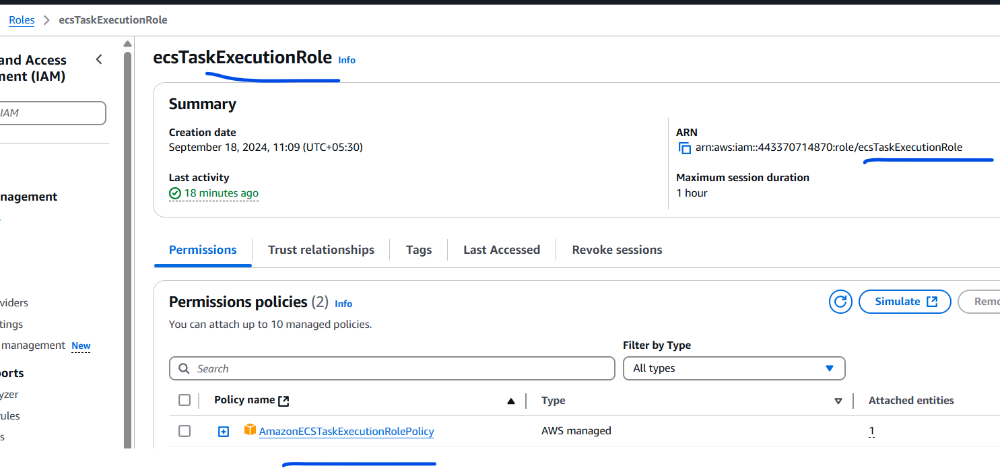 Roles > ecsTaskExecutionRole
and Access
ment (IAM)
IAM
nagement
viders
tings
management New
ports
yzer
rules
s
ecsTaskExecutionRole Info
Summary
Creation date
September 18, 2024, 11:09 (UTC+05:30)
ARN
arn:aws:iam::443370714870:role/ecsTaskExecutionRole
Last activity
18 minutes ago
Maximum session duration
1 hour
Permissions
Trust relationships
Tags
Last Accessed
Revoke sessions
Permissions policies (2) Info
You can attach up to 10 managed policies.
Simulate
Remo
Filter by Type
Search
All types
Policy name
Type
Attached entities
AmazonECSTaskExecutionRolePolicy
AWS managed
1